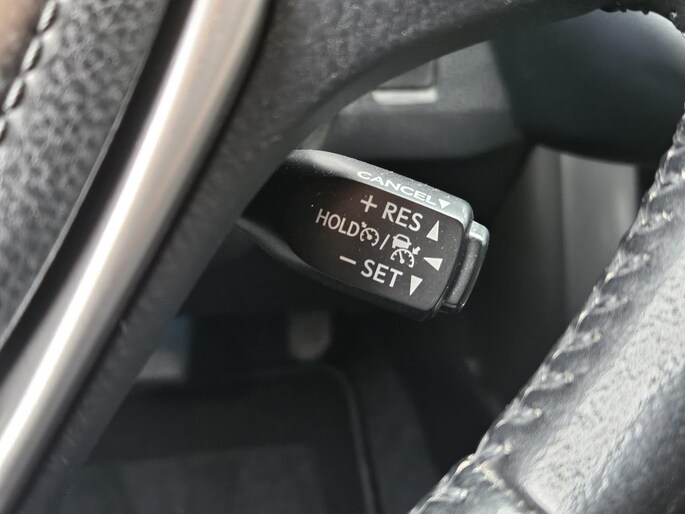 CANCEL▼
+ RES ▲
HOLD / ◀
− SET ▼